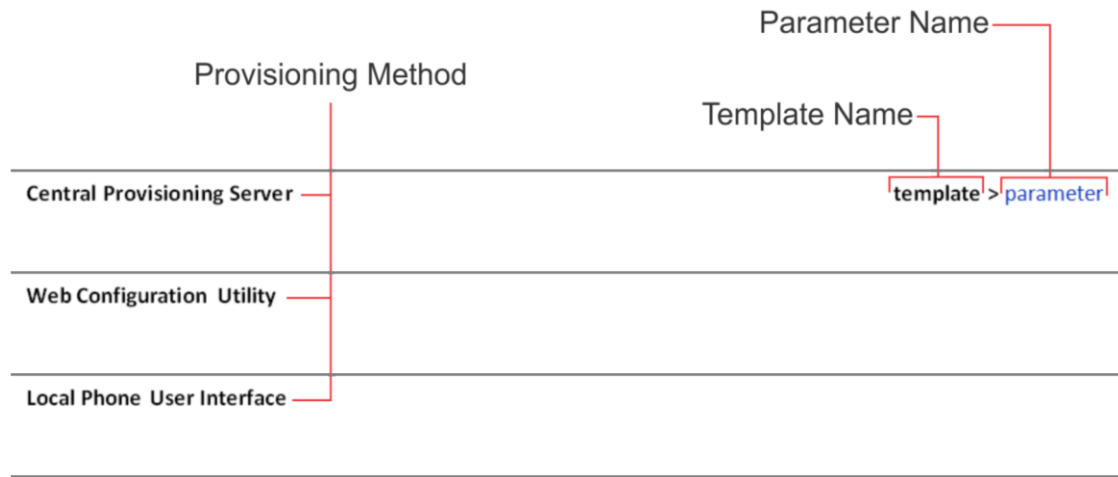 Parameter Name
Provisioning Method
Template Name
Central Provisioning Server
template > parameter
Web Configuration Utility
Local Phone User Interface